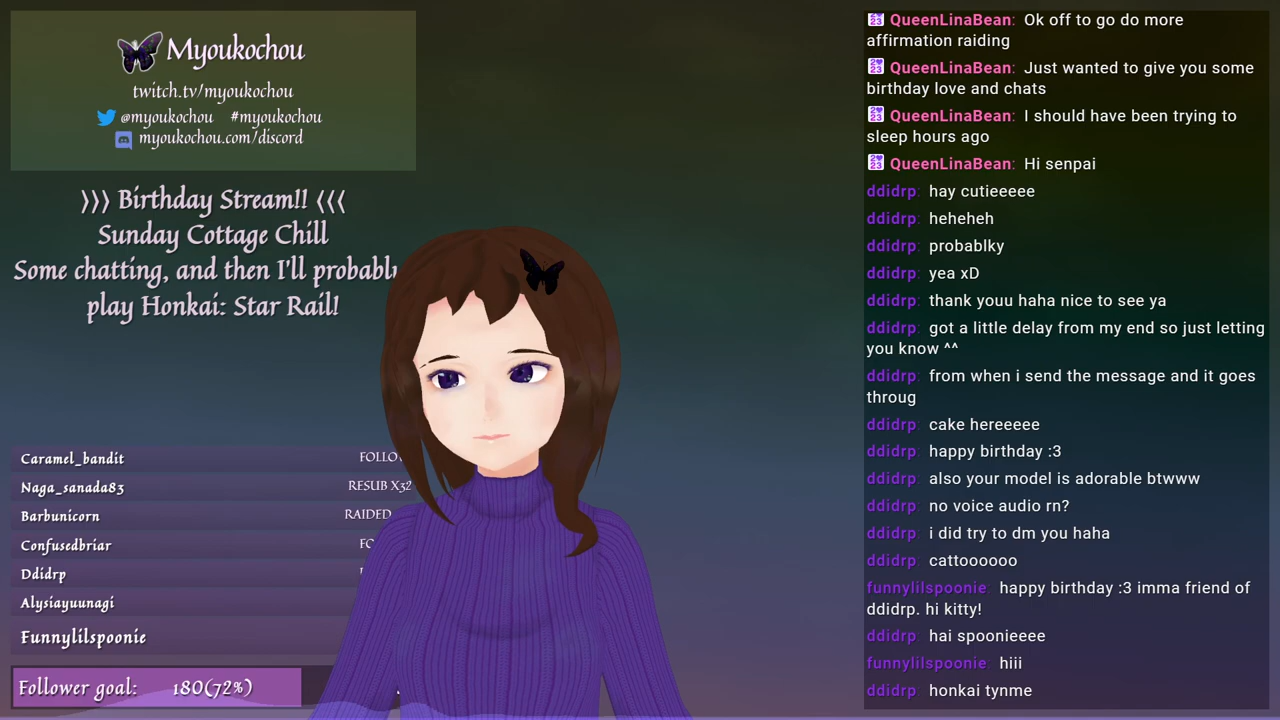 Myoukochou
twitch.tv/myoukochou
@myoukochou #myoukochou
myoukochou.com/discord
⟩⟩⟩ Birthday Stream!! ⟨⟨⟨
Sunday Cottage Chill
Some chatting, and then I'll probabl
play Honkai: Star Rail!
Caramel_bandit FOLLO
Naga_sanada83 RESUB X32
Barbunicorn RAIDED
Confusedbriar FO
Ddidrp
Alysiayuunagi
Funnylilspoonie
Follower goal: 180(72%)
QueenLinaBean: Ok off to go do more
affirmation raiding
QueenLinaBean: Just wanted to give you some
birthday love and chats
QueenLinaBean: I should have been trying to
sleep hours ago
QueenLinaBean: Hi senpai
ddidrp: hay cutieeeee
ddidrp: heheheh
ddidrp: probablky
ddidrp: yea xD
ddidrp: thank youu haha nice to see ya
ddidrp: got a little delay from my end so just letting
you know ^^
ddidrp: from when i send the message and it goes
throug
ddidrp: cake hereeeee
ddidrp: happy birthday :3
ddidrp: also your model is adorable btwww
ddidrp: no voice audio rn?
ddidrp: i did try to dm you haha
ddidrp: cattoooooo
funnylilspoonie: happy birthday :3 imma friend of
ddidrp. hi kitty!
ddidrp: hai spoonieeee
funnylilspoonie: hiii
ddidrp: honkai tynme